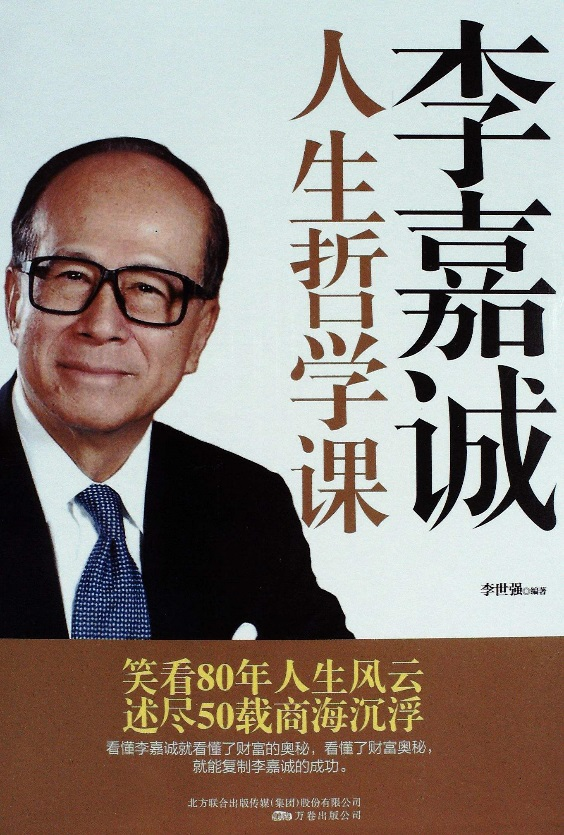 李嘉诚
人生哲学课
李世强◎编著
笑看80年人生风云
述尽50载商海沉浮
看懂李嘉诚就看懂了财富的奥秘，看懂了财富奥秘，
就能复制李嘉诚的成功。
北方联合出版传媒(集团)股份有限公司
万卷出版公司